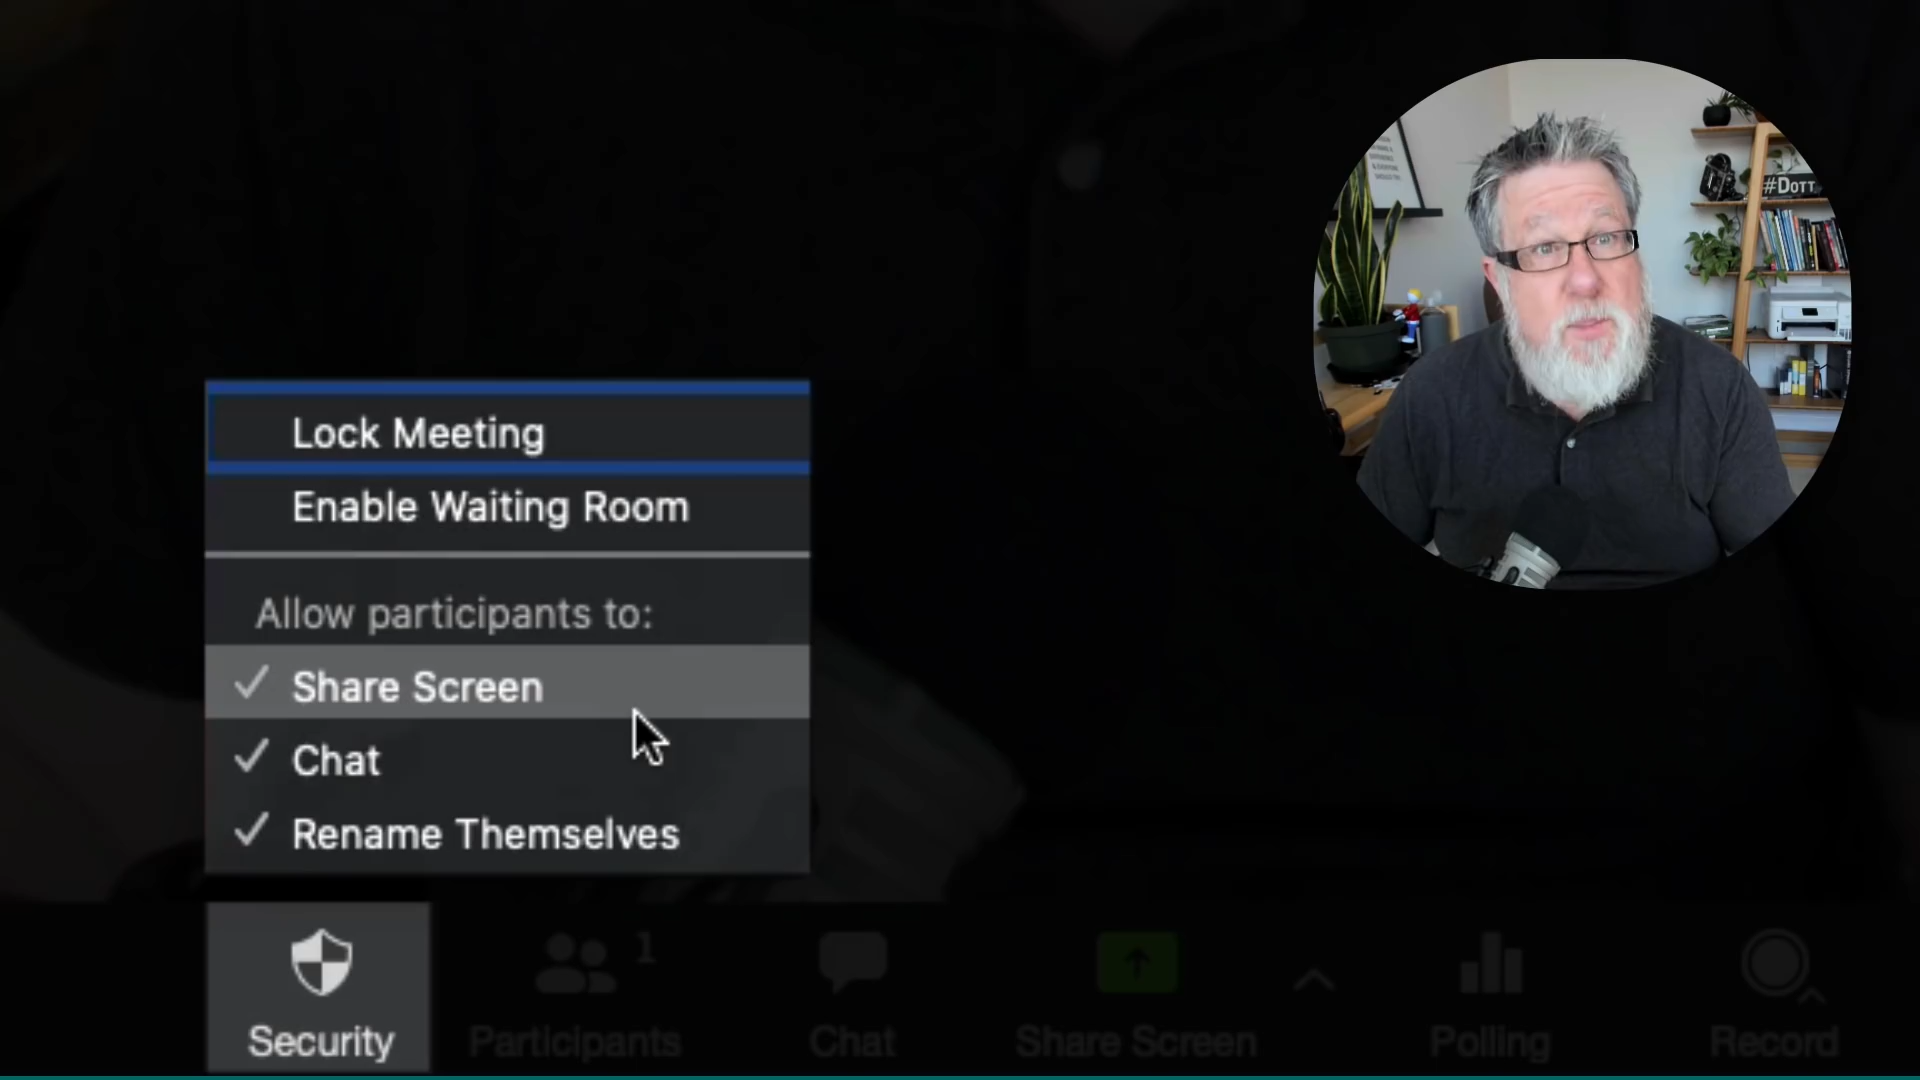 #DOTT
Lock Meeting
Enable Waiting Room
Allow participants to:
✓ Share Screen
✓ Chat
✓ Rename Themselves
1
Security
Participants
Chat
Share Screen
Polling
Record